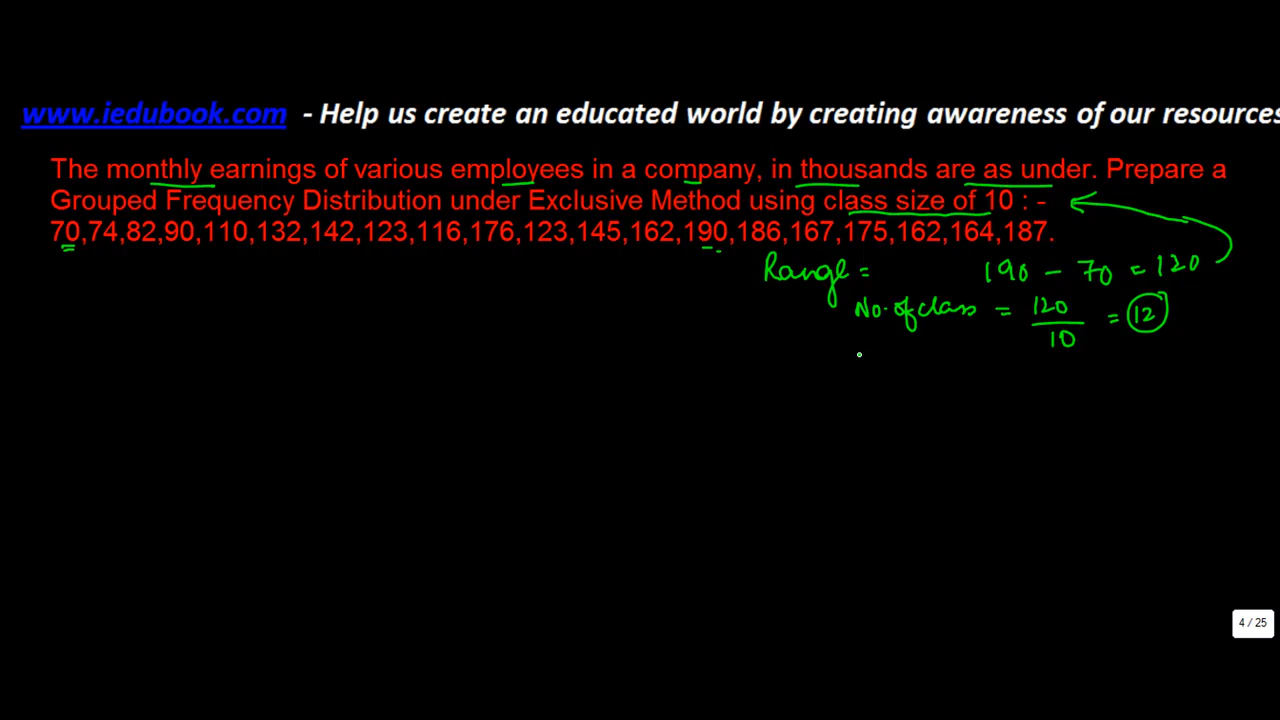 www.iedubook.com - Help us create an educated world by creating awareness of our resources
The monthly earnings of various employees in a company, in thousands are as under. Prepare a
Grouped Frequency Distribution under Exclusive Method using class size of 10 : -
70,74,82,90,110,132,142,123,116,176,123,145,162,190,186,167,175,162,164,187.
Range = 190 - 70 = 120
No. of class = 120/10 = 12
4 / 25